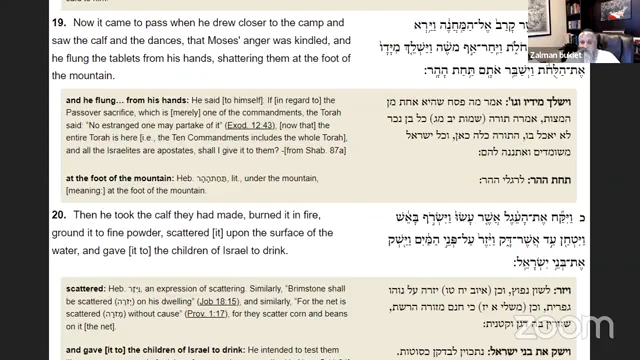 said to him.
19. Now it came to pass when he drew closer to the camp and
saw the calf and the dances, that Moses' anger was kindled, and
he flung the tablets from his hands, shattering them at the foot of
the mountain.
קָרַב֙ אֶל־הַֽמַּחֲנֶ֔ה וַיַּ֥רְא
מְחֹלֹ֑ת וַיִּֽחַר־אַ֣ף משֶׁ֗ה וַיַּשְׁלֵ֤ךְ מִיָּדָו֙
אֶת־הַלֻּחֹ֔ת וַיְשַׁבֵּ֥ר אֹתָ֖ם תַּ֥חַת הָהָֽר:
and he flung… from his hands: He said [to himself]: If [in regard to] the
Passover sacrifice, which is [merely] one of the commandments, the Torah
said: "No estranged one may partake of it" (Exod. 12:43), [now that] the
entire Torah is here [i.e., the Ten Commandments includes the whole Torah],
and all the Israelites are apostates, shall I give it to them? -[from Shab. 87a]
וישלך מידיו וגו': אמר מה פסח שהיא אחת מן
המצות, אמרה תורה (שמות יב מג) כל בן נכר
לא יאכל בו, התורה כלה כאן, וכל ישראל
משומדים ואתננה להם:
at the foot of the mountain: Heb. תַּחַת הָהָר, lit., under the mountain,
[meaning:] at the foot of the mountain.
תחת ההר: לרגלי ההר:
20. Then he took the calf they had made, burned it in fire,
ground it to fine powder, scattered [it] upon the surface of the
water, and gave [it to] the children of Israel to drink.
כ וַיִּקַּ֞ח אֶת־הָעֵ֨גֶל אֲשֶׁ֤ר עָשׂוּ֙ וַיִּשְׂרֹ֣ף בָּאֵ֔שׁ
וַיִּטְחַ֖ן עַ֣ד אֲשֶׁר־דָּ֑ק וַיִּ֨זֶר֙ עַל־פְּנֵ֣י הַמַּ֔יִם וַיַּ֖שְׁקְ
אֶת־בְּנֵ֥י יִשְׂרָאֵֽל:
scattered: Heb. וַיִּזֶר, an expression of scattering. Similarly, "Brimstone shall
be scattered (יְזֹרֶה) on his dwelling" (Job 18:15), and similarly, "For the net is
scattered (מְזֹרָה) without cause" (Prov. 1:17), for they scatter corn and beans
on it [the net].
ויזר: לשון נפוץ, וכן (איוב יח טו) יזרה על נוהו
גפרית, וכן (משלי א יז) כי חנם מזורה הרשת,
שזורין בה דגן וקטנית:
and gave [it to] the children of Israel to drink: He intended to test them
וישק את בני ישראל: נתכוין לבדקן כסוטות.
Zalman
zoom